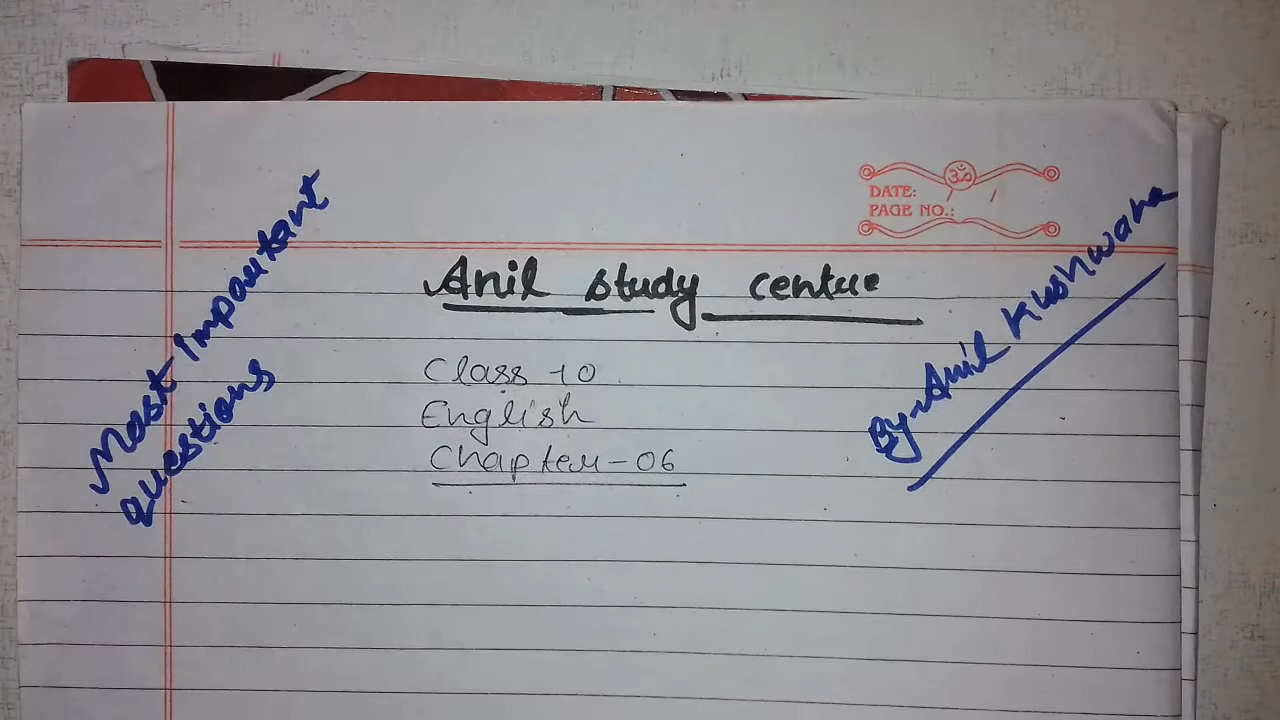 ॐ
DATE: / /
PAGE NO.:
Anil study centre
Class 10
English
Chapter-06
Most Important
questions
By-Anil Kushwaha